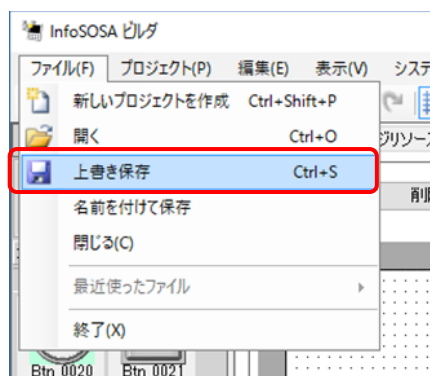 InfoSOSA ビルダ
ファイル(F) プロジェクト(P) 編集(E) 表示(V) システ
新しいプロジェクトを作成 Ctrl+Shift+P
開く Ctrl+O
ジリソース
上書き保存 Ctrl+S
名前を付けて保存
閉じる(C)
最近使ったファイル
終了(X)
Btn_0020 Btn_0021